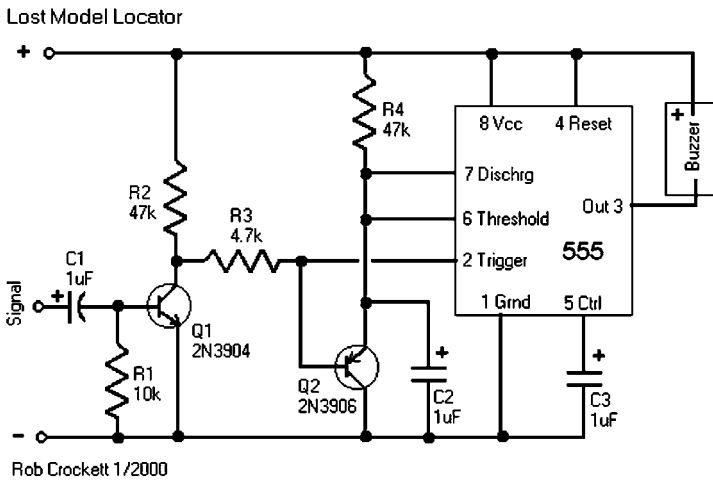 Lost Model Locator
+
R4
47k
8 Vcc
4 Reset
+
Buzzer
7 Dischrg
R2
47k
R3
4.7k
6 Threshold
Out 3
C1
1uF
2 Trigger
555
Signal
+
1 Grnd
5 Ctrl
Q1
2N3904
+
+
R1
10k
Q2
2N3906
C2
1uF
C3
1uF
-
Rob Crockett 1/2000